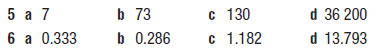 5 a 7 b 73 c 130 d 36 200
6 a 0.333 b 0.286 c 1.182 d 13.793